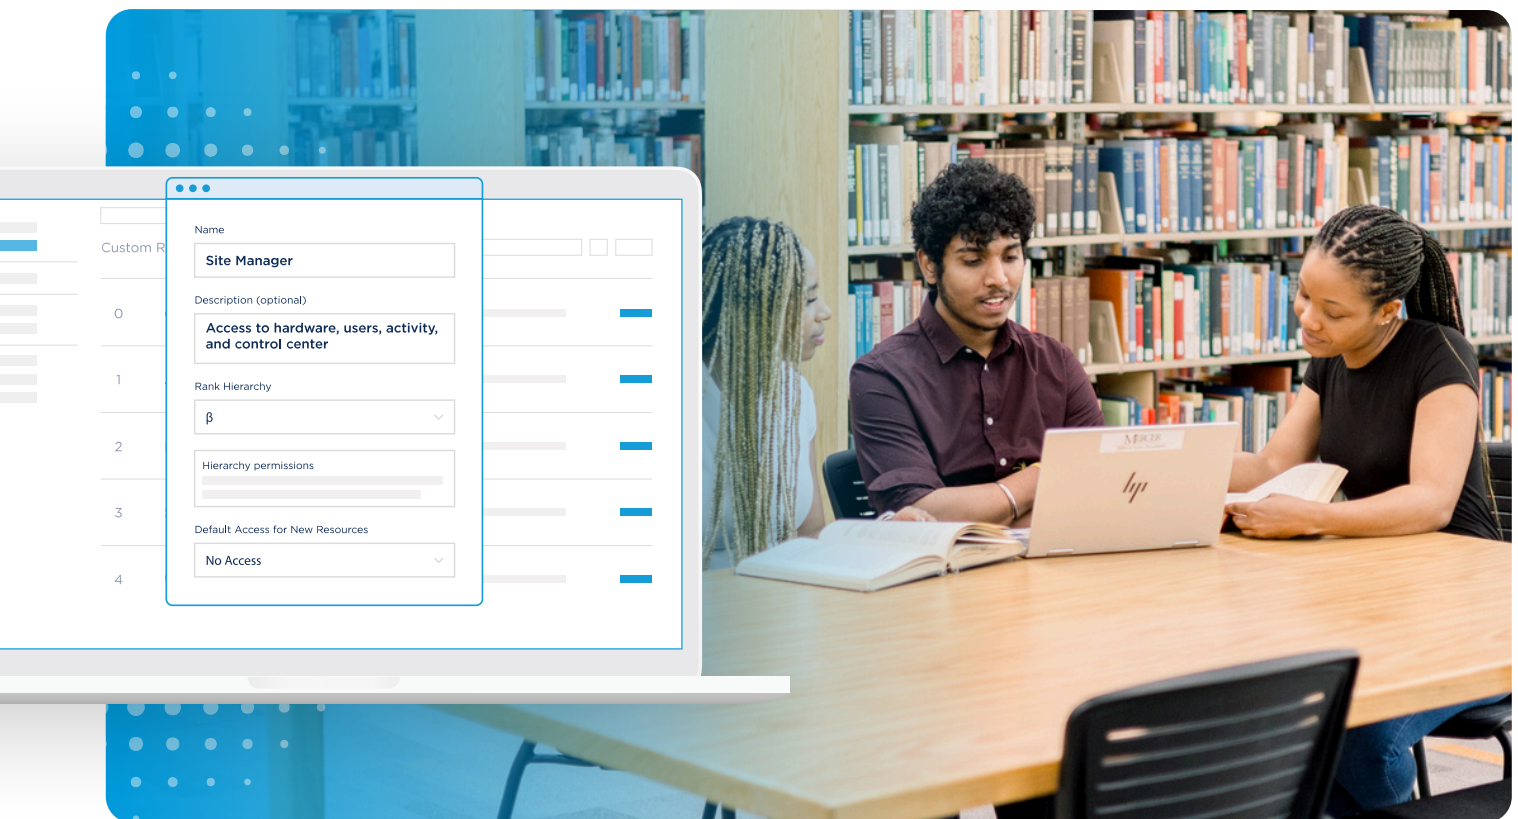 Name
Custom R
Site Manager
Description (optional)
0
Access to hardware, users, activity,
and control center
1
Rank Hierarchy
β
2
Hierarchy permissions
3
Default Access for New Resources
No Access
4
MERCER
hp